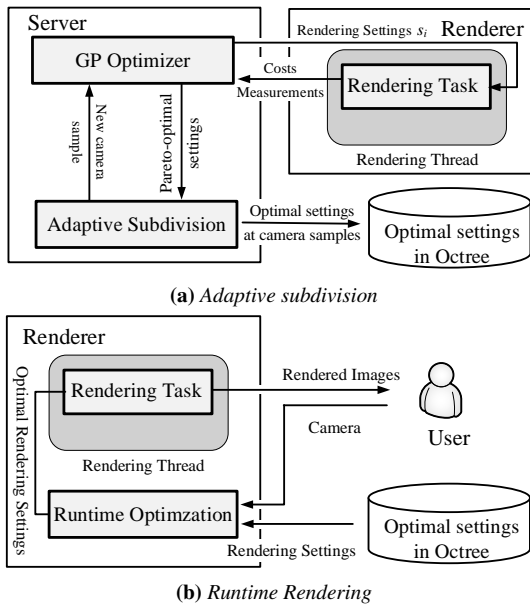 Server
Renderer
Rendering Settings s_i
GP Optimizer
Costs
Measurements
Rendering Task
Rendering Thread
New camera
sample
Pareto-optimal
settings
Adaptive Subdivision
Optimal settings
at camera samples
Optimal settings
in Octree
(a) Adaptive subdivision
Renderer
Optimal Rendering Settings
Rendering Task
Rendering Thread
Rendered Images
Camera
User
Runtime Optimzation
Rendering Settings
Optimal settings
in Octree
(b) Runtime Rendering